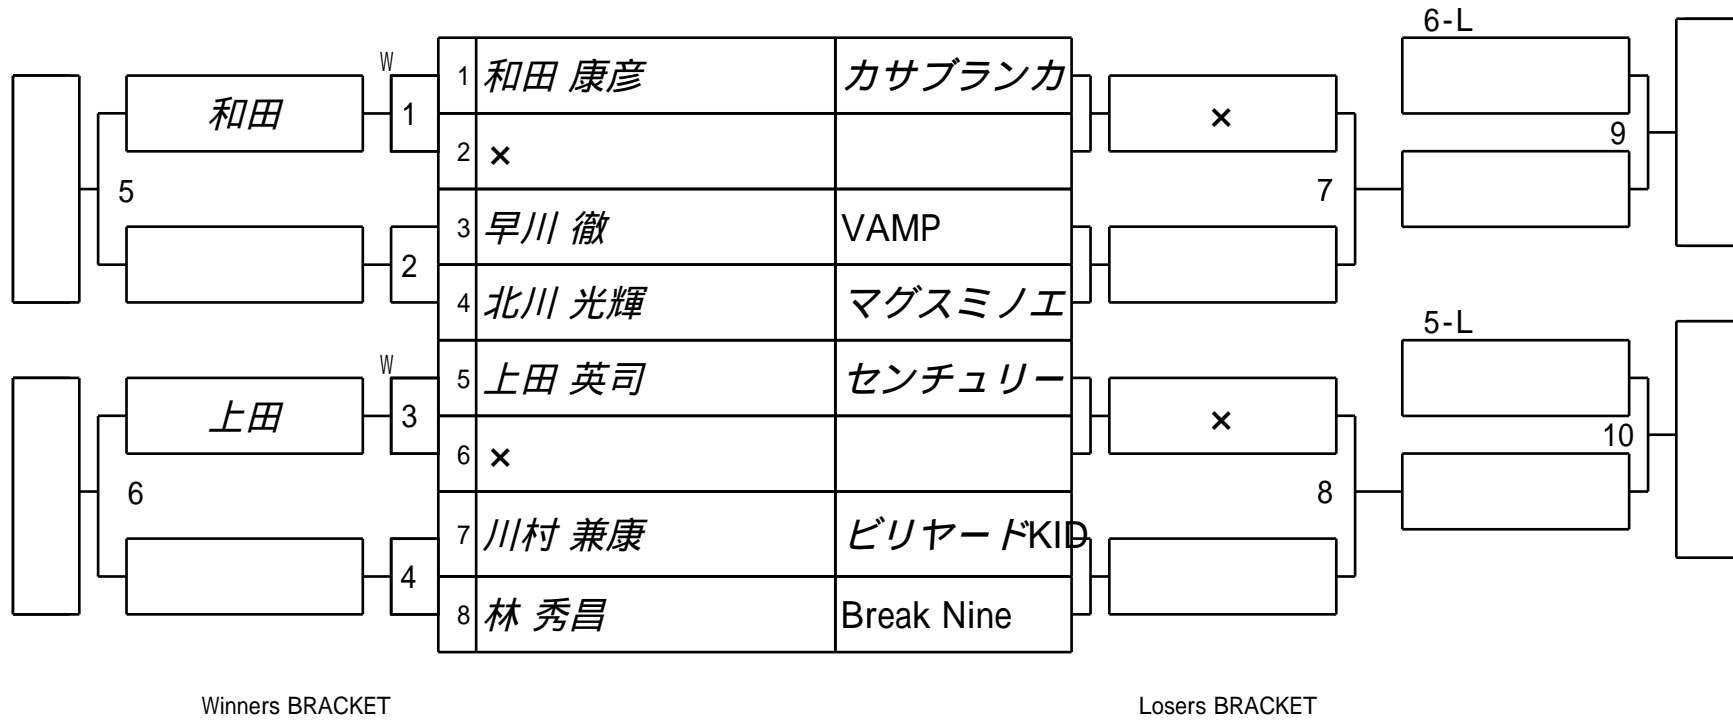 6-L
W
1 和田 康彦 カサブランカ
和田 1 ×
2 × 9
5 7
3 早川 徹 VAMP
2
4 北川 光輝 マグスミノエ
5-L
W
5 上田 英司 センチュリー
上田 3 ×
6 × 10
6 8
7 川村 兼康 ビリヤードKID
4
8 林 秀昌 Break Nine
Winners BRACKET Losers BRACKET